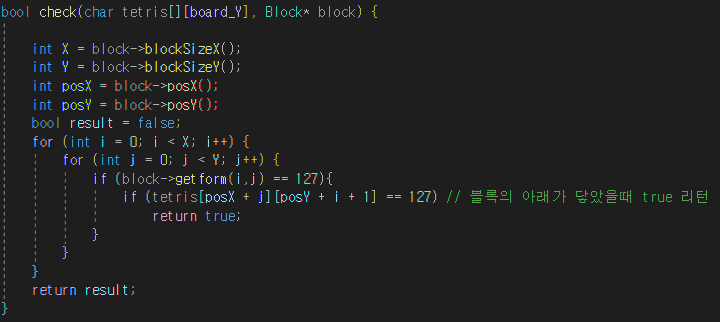 bool check(char tetris[][board_Y], Block* block) {
int X = block->blockSizeX();
int Y = block->blockSizeY();
int posX = block->posX();
int posY = block->posY();
bool result = false;
for (int i = 0; i < X; i++) {
for (int j = 0; j < Y; j++) {
if (block->getform(i,j) == 127){
if (tetris[posX + j][posY + i + 1] == 127) // 블록의 아래가 닿았을때 true 리턴
return true;
}
}
}
return result;
}